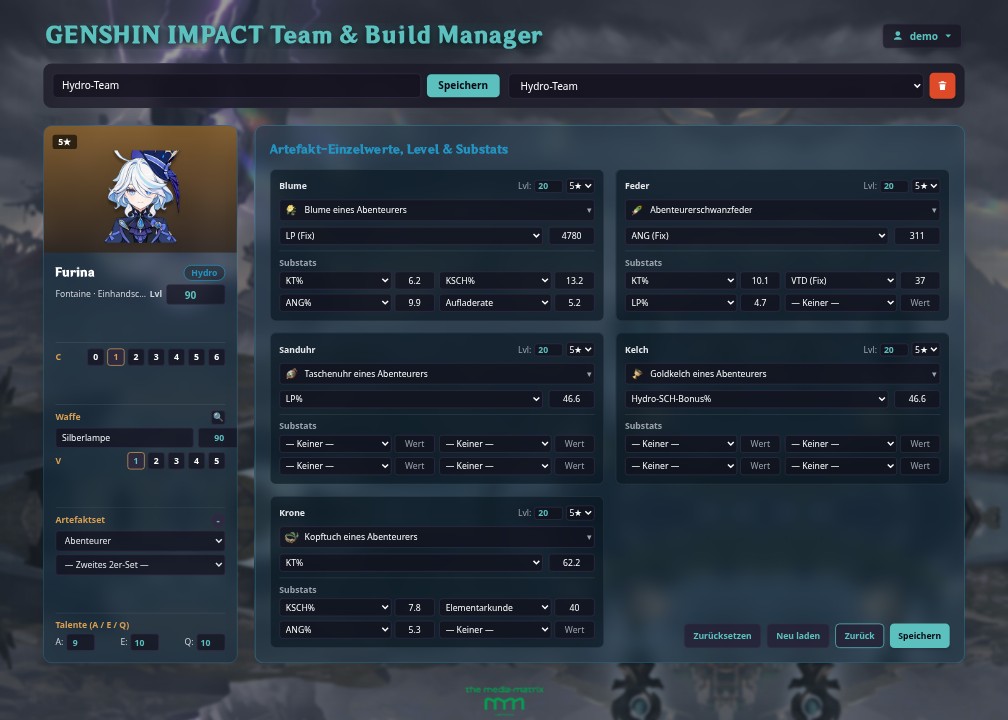 GENSHIN IMPACT Team & Build Manager
demo
Hydro-Team
Speichern
Hydro-Team
5★
Furina
Hydro
Fontaine · Einhandsc... Lvl 90
C 0 1 2 3 4 5 6
Waffe
Silberlampe 90
V 1 2 3 4 5
Artefaktset
Abenteurer
— Zweites 2er-Set —
Talente (A / E / Q)
A: 9 E: 10 Q: 10
Artefakt-Einzelwerte, Level & Substats
Blume Lvl: 20 5★
Blume eines Abenteurers
LP (Fix) 4780
Substats
KT% 6.2 KSCH% 13.2
ANG% 9.9 Aufladerate 5.2
Feder Lvl: 20 5★
Abenteurerschwanzfeder
ANG (Fix) 311
Substats
KT% 10.1 VTD (Fix) 37
LP% 4.7 — Keiner — Wert
Sanduhr Lvl: 20 5★
Taschenuhr eines Abenteurers
LP% 46.6
Substats
— Keiner — Wert — Keiner — Wert
— Keiner — Wert — Keiner — Wert
Kelch Lvl: 20 5★
Goldkelch eines Abenteurers
Hydro-SCH-Bonus% 46.6
Substats
— Keiner — Wert — Keiner — Wert
— Keiner — Wert — Keiner — Wert
Krone Lvl: 20 5★
Kopftuch eines Abenteurers
KT% 62.2
Substats
KSCH% 7.8 Elementarkunde 40
ANG% 5.3 — Keiner — Wert
Zurücksetzen Neu laden Zurück Speichern
the media matrix